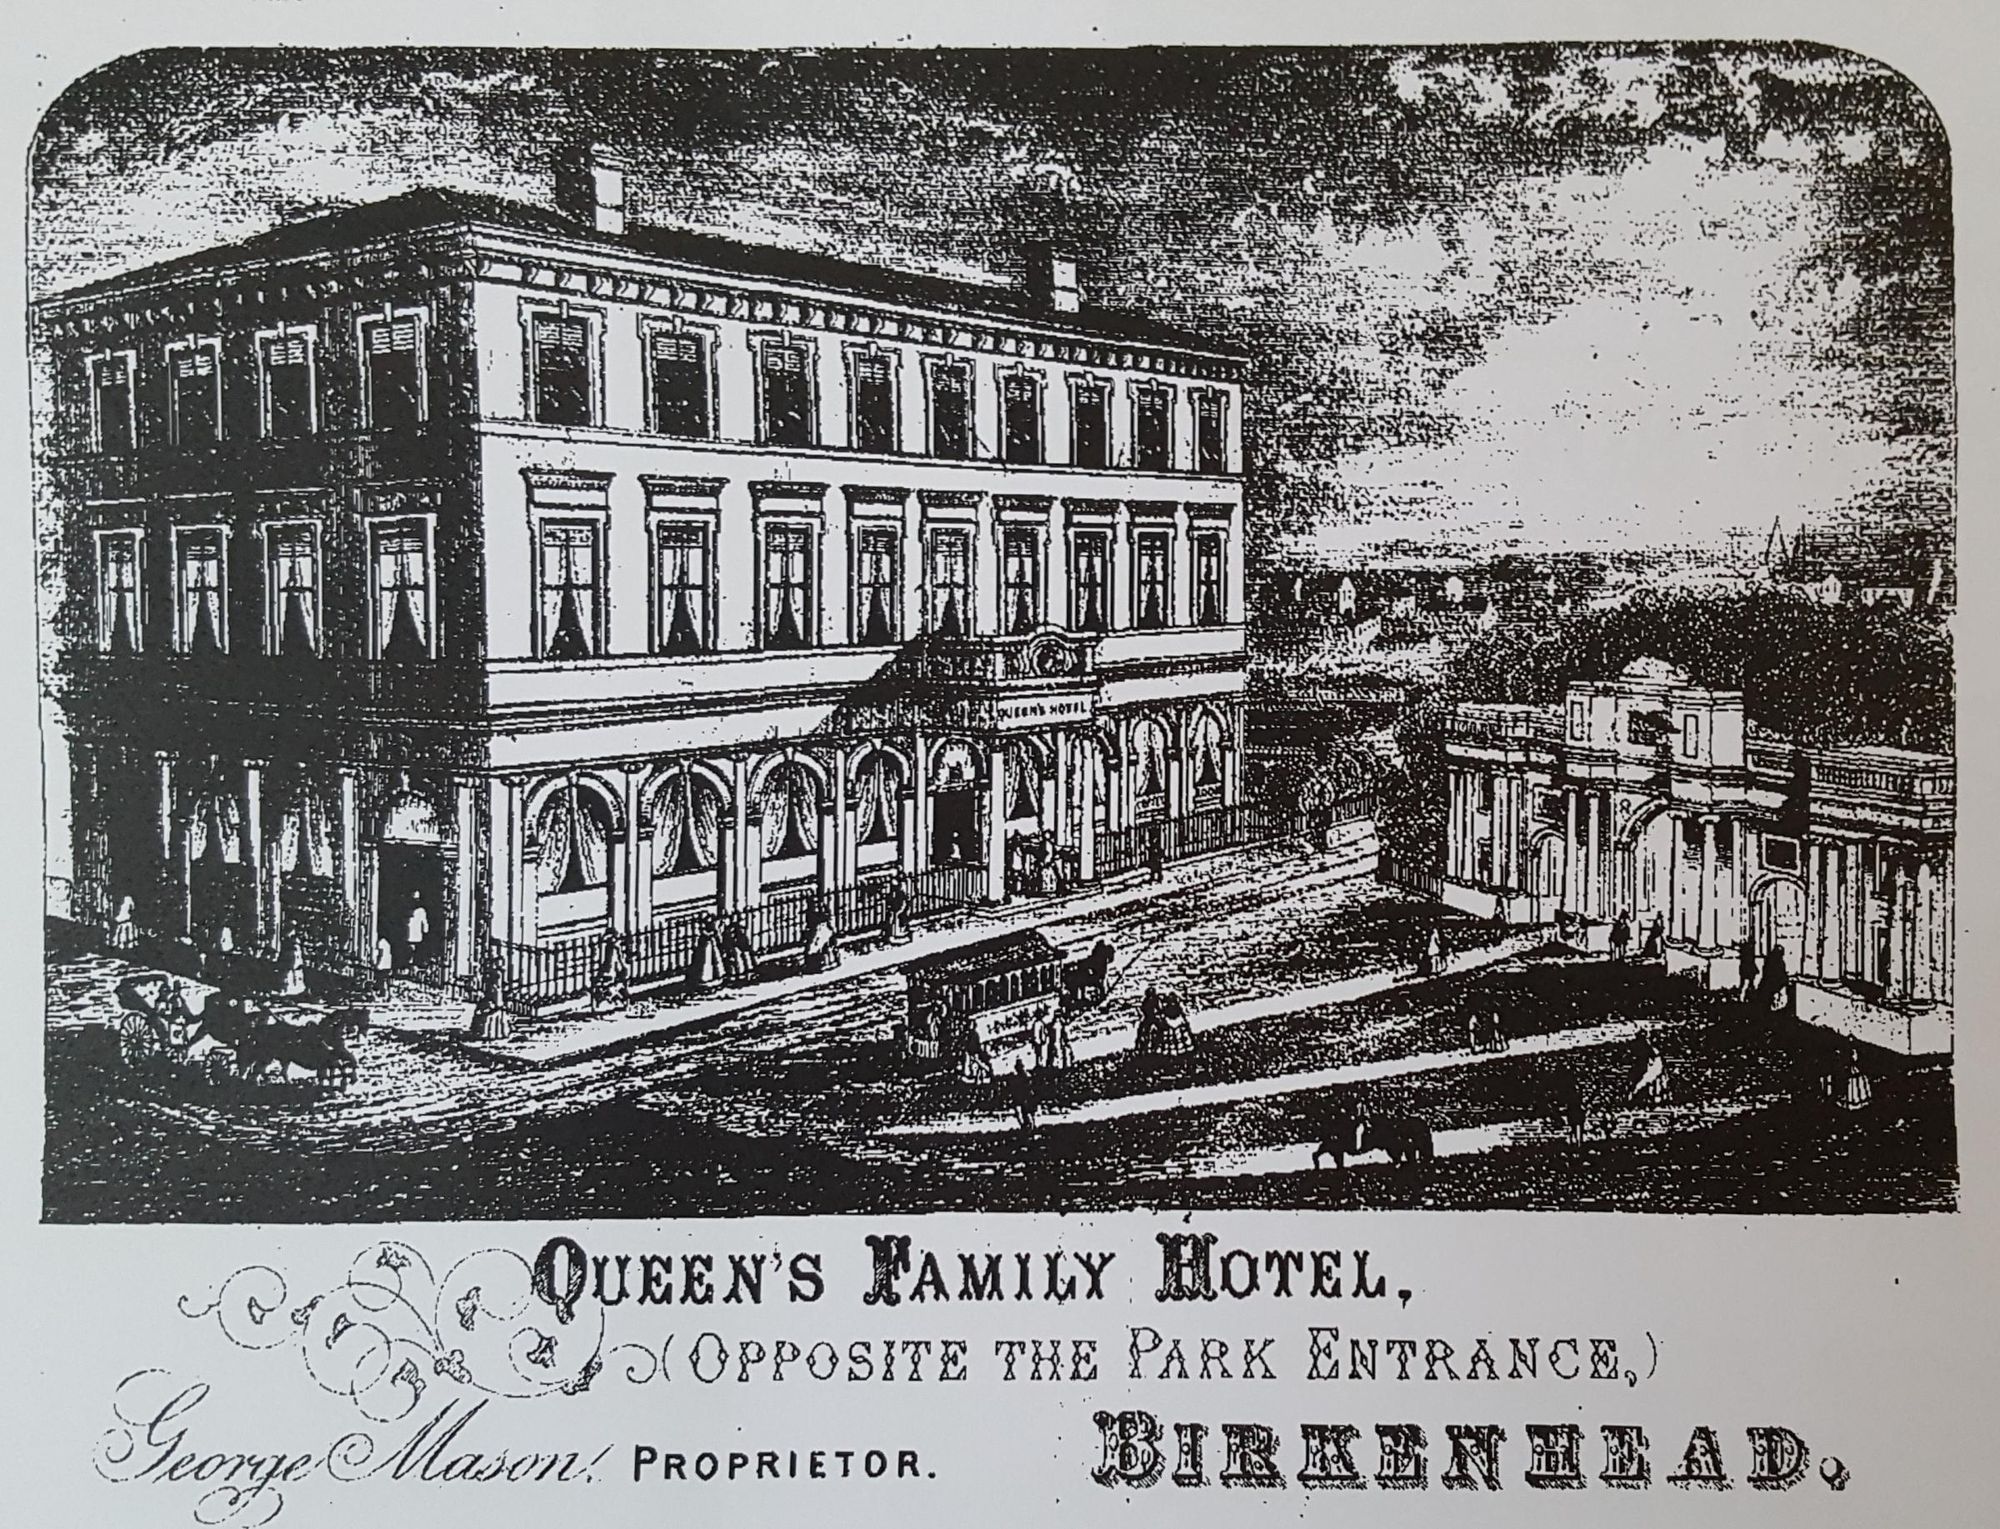 QUEEN'S HOTEL
QUEEN'S FAMILY HOTEL,
(OPPOSITE THE PARK ENTRANCE,)
George Mason, PROPRIETOR.
BIRKENHEAD.